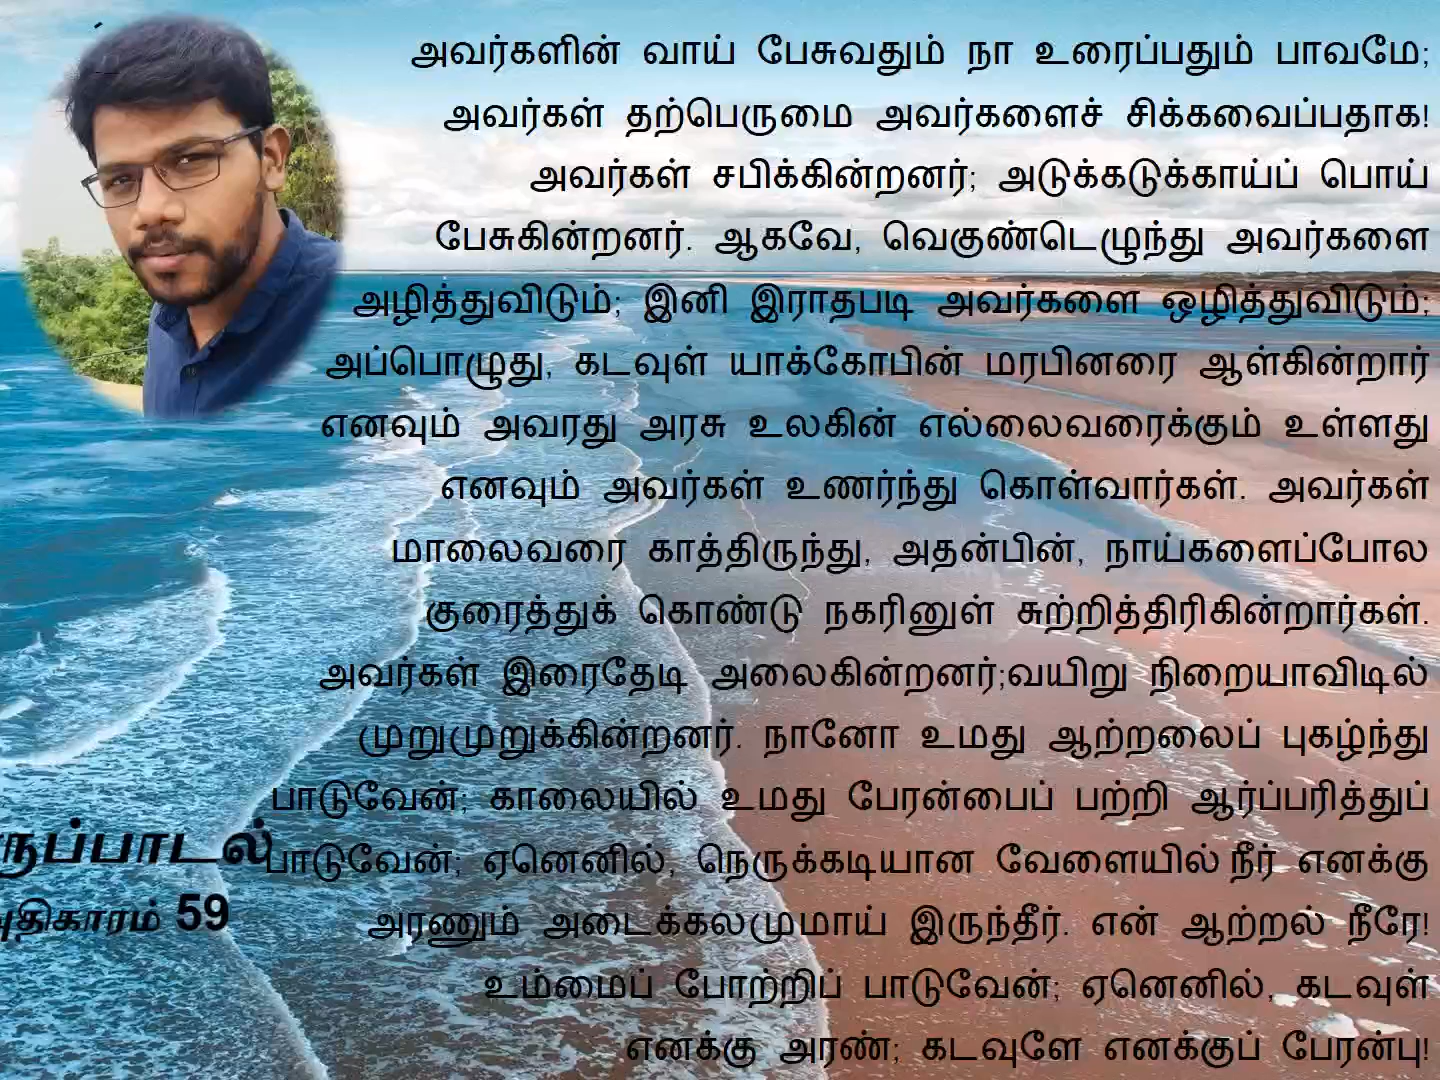 அவர்களின் வாய் பேசுவதும் நா உரைப்பதும் பாவமே;
அவர்கள் தற்பெருமை அவர்களைச் சிக்கவைப்பதாக!
அவர்கள் சபிக்கின்றனர்; அடுக்கடுக்காய்ப் பொய்
பேசுகின்றனர். ஆகவே, வெகுண்டெழுந்து அவர்களை
அழித்துவிடும்; இனி இராதபடி அவர்களை ஒழித்துவிடும்;
அப்பொழுது, கடவுள் யாக்கோபின் மரபினரை ஆள்கின்றார்
எனவும் அவரது அரசு உலகின் எல்லைவரைக்கும் உள்ளது
எனவும் அவர்கள் உணர்ந்து கொள்வார்கள். அவர்கள்
மாலைவரை காத்திருந்து, அதன்பின், நாய்களைப்போல
குரைத்துக் கொண்டு நகரினுள் சுற்றித்திரிகின்றார்கள்.
அவர்கள் இரைதேடி அலைகின்றனர்;வயிறு நிறையாவிடில்
முறுமுறுக்கின்றனர். நானோ உமது ஆற்றலைப் புகழ்ந்து
பாடுவேன்; காலையில் உமது பேரன்பைப் பற்றி ஆர்ப்பரித்துப்
பாடுவேன்; ஏனெனில், நெருக்கடியான வேளையில் நீர் எனக்கு
அரணும் அடைக்கலமுமாய் இருந்தீர். என் ஆற்றல் நீரே!
உம்மைப் போற்றிப் பாடுவேன்; ஏனெனில், கடவுள்
எனக்கு அரண்; கடவுளே எனக்குப் பேரன்பு!
ருப்பாடல்
அதிகாரம் 59